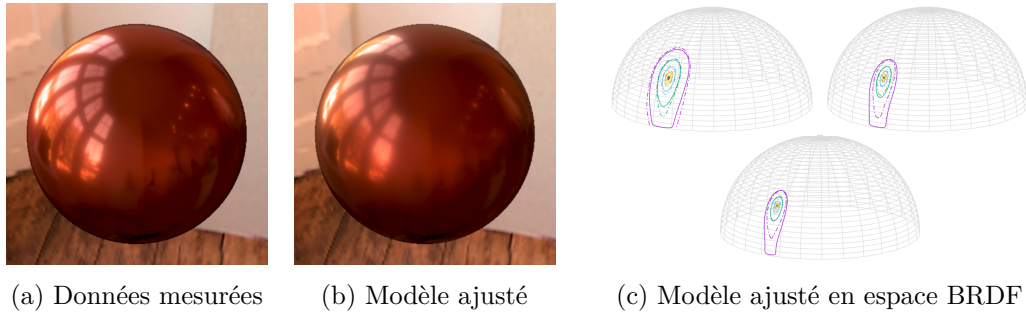 (a) Données mesurées
(b) Modèle ajusté
(c) Modèle ajusté en espace BRDF